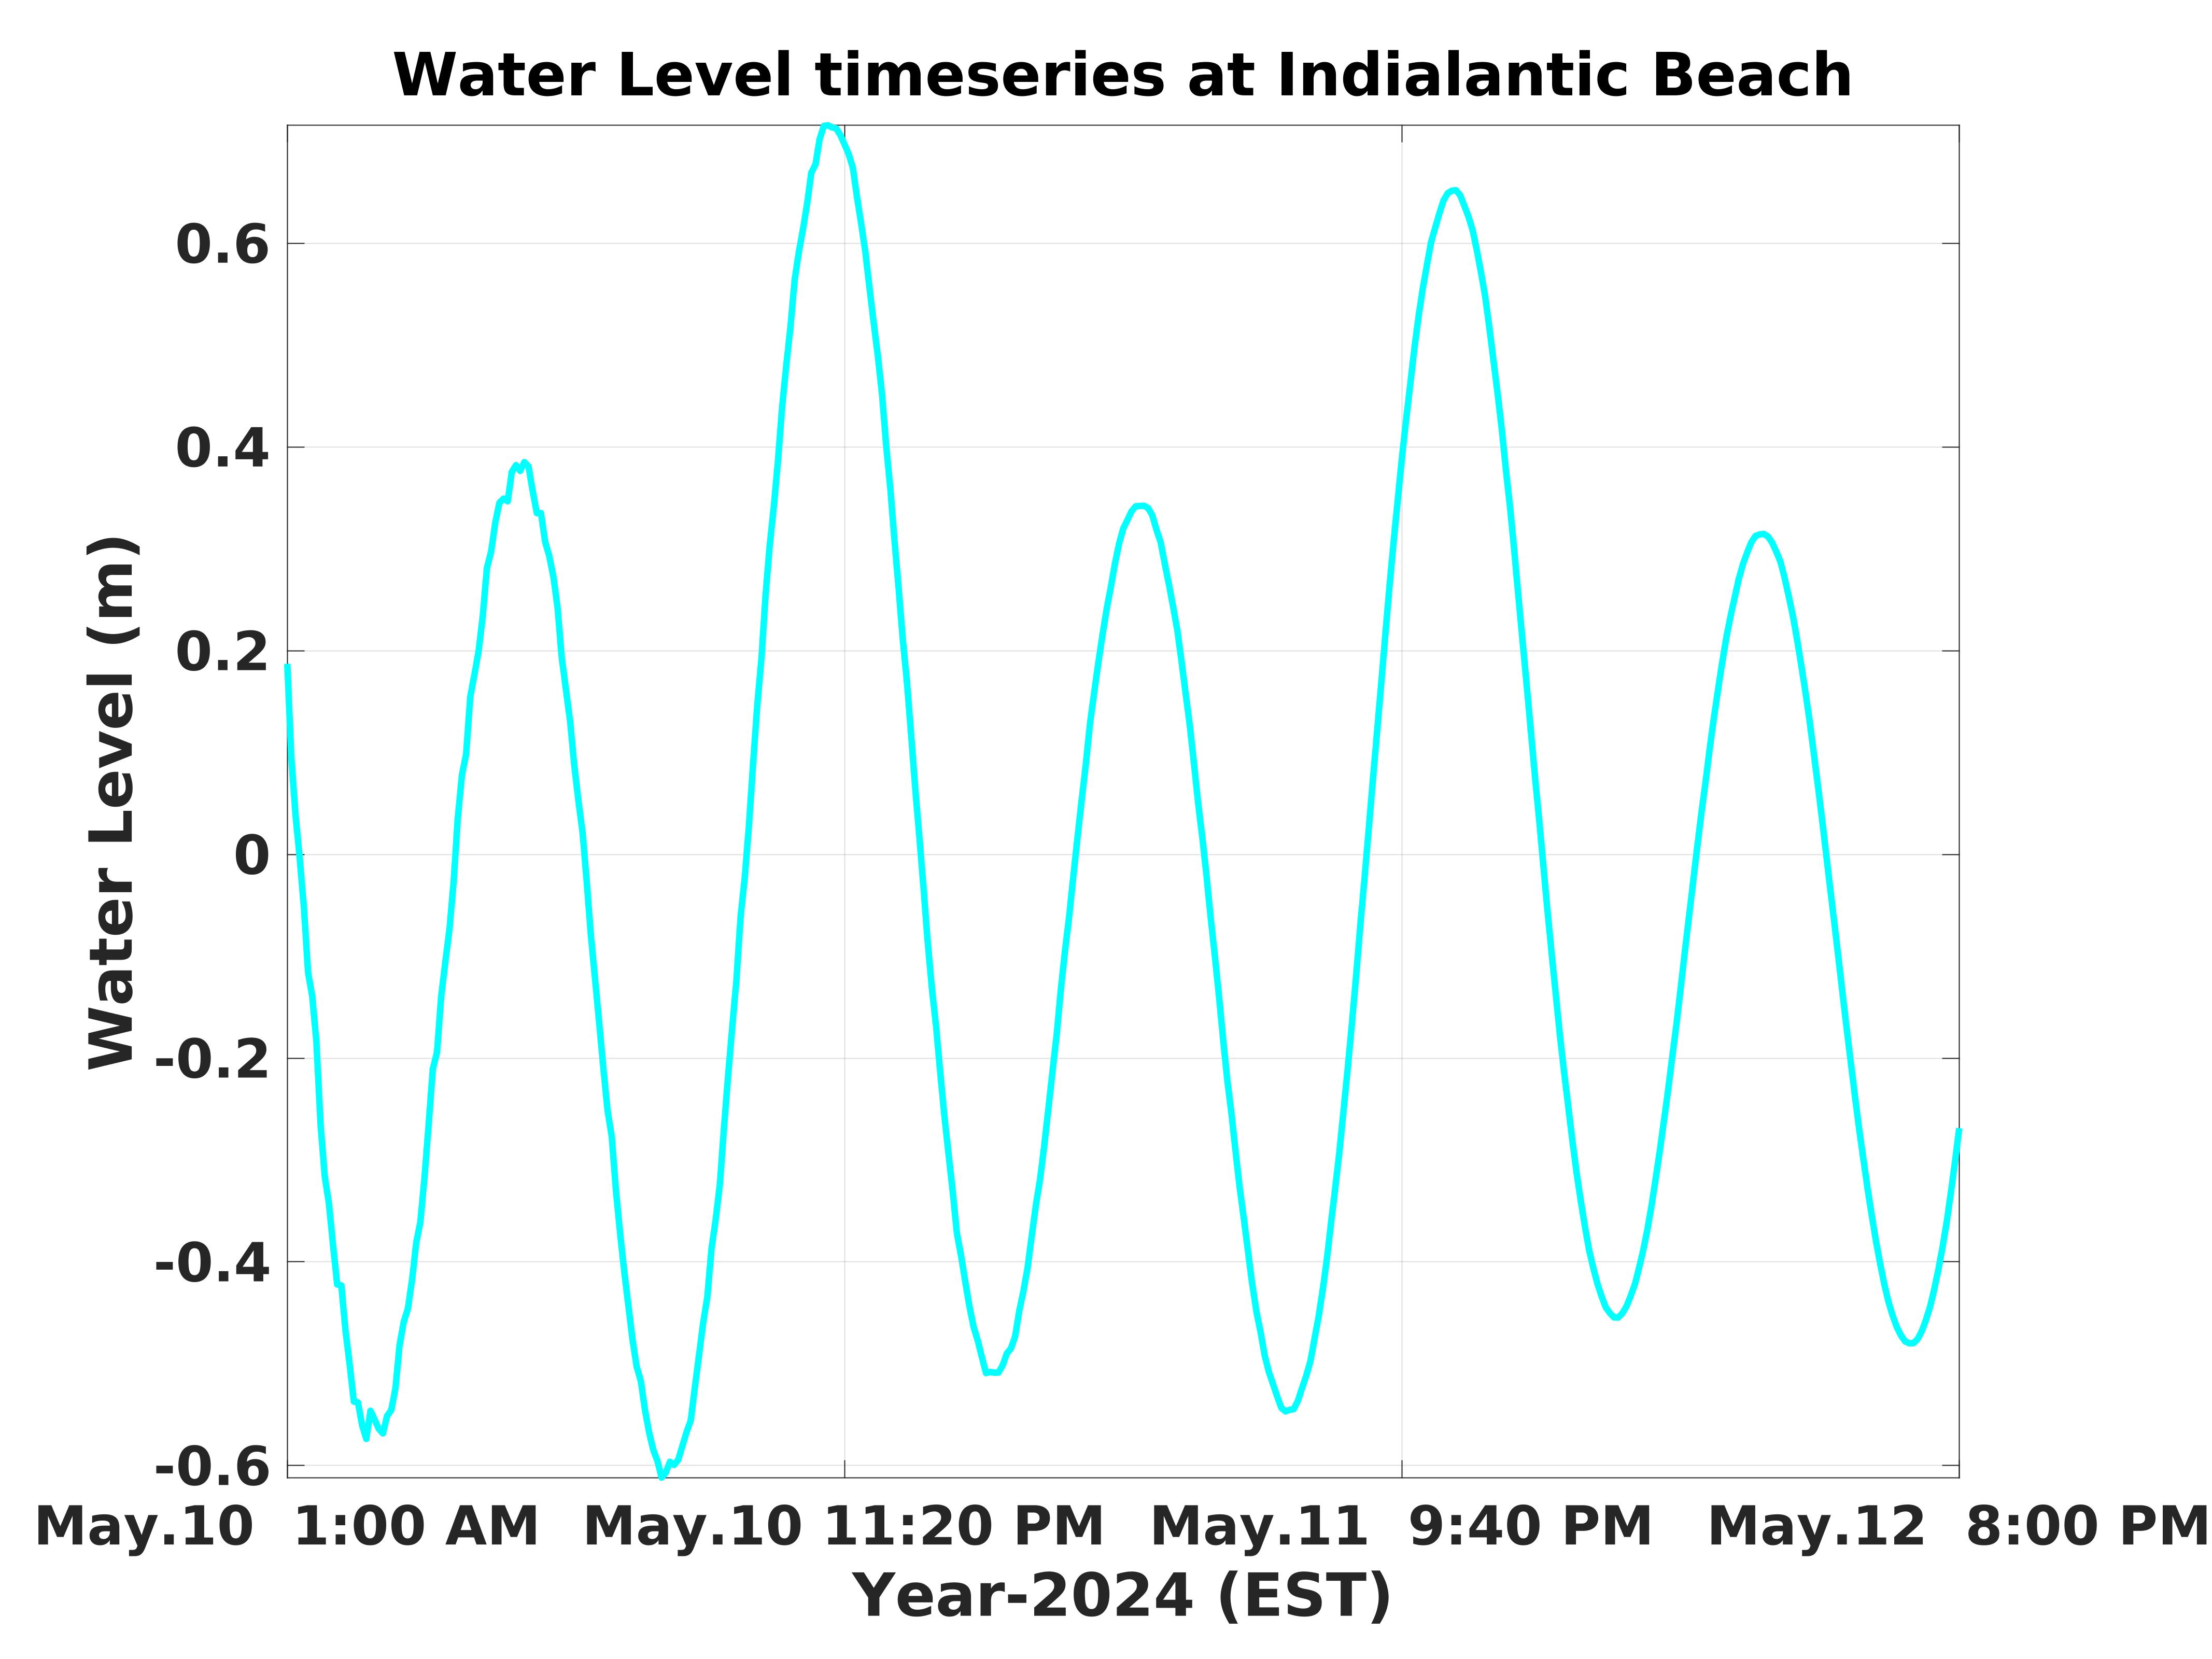 Water Level timeseries at Indialantic Beach
Water Level (m)
0.6
0.4
0.2
0
-0.2
-0.4
-0.6
May.10 1:00 AM May.10 11:20 PM May.11 9:40 PM May.12 8:00 PM
Year-2024 (EST)